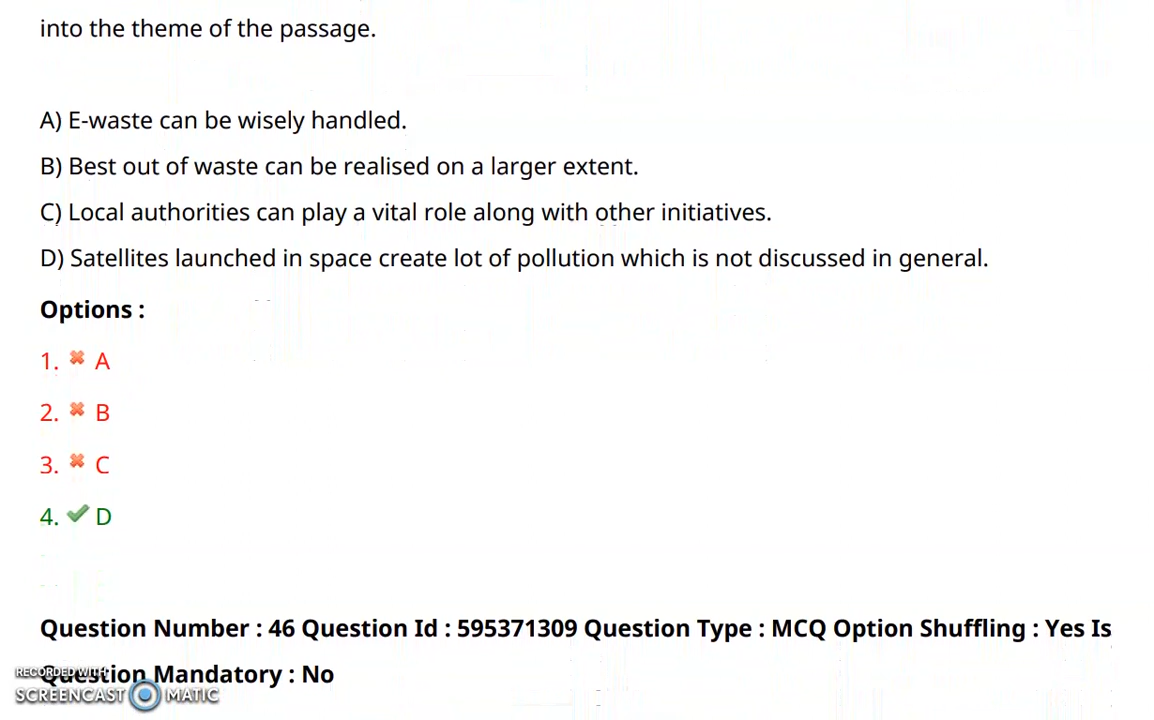 into the theme of the passage.
A) E-waste can be wisely handled.
B) Best out of waste can be realised on a larger extent.
C) Local authorities can play a vital role along with other initiatives.
D) Satellites launched in space create lot of pollution which is not discussed in general.
Options :
1. A
2. B
3. C
4. D
Question Number : 46 Question Id : 595371309 Question Type : MCQ Option Shuffling : Yes Is
Question Mandatory : No
RECORDED WITH
SCREENCAST MATIC